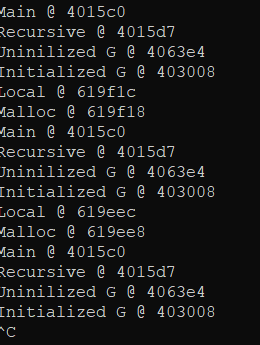 Main @ 4015c0
Recursive @ 4015d7
Uninilized G @ 4063e4
Initialized G @ 403008
Local @ 619f1c
Malloc @ 619f18
Main @ 4015c0
Recursive @ 4015d7
Uninilized G @ 4063e4
Initialized G @ 403008
Local @ 619eec
Malloc @ 619ee8
Main @ 4015c0
Recursive @ 4015d7
Uninilized G @ 4063e4
Initialized G @ 403008
^C